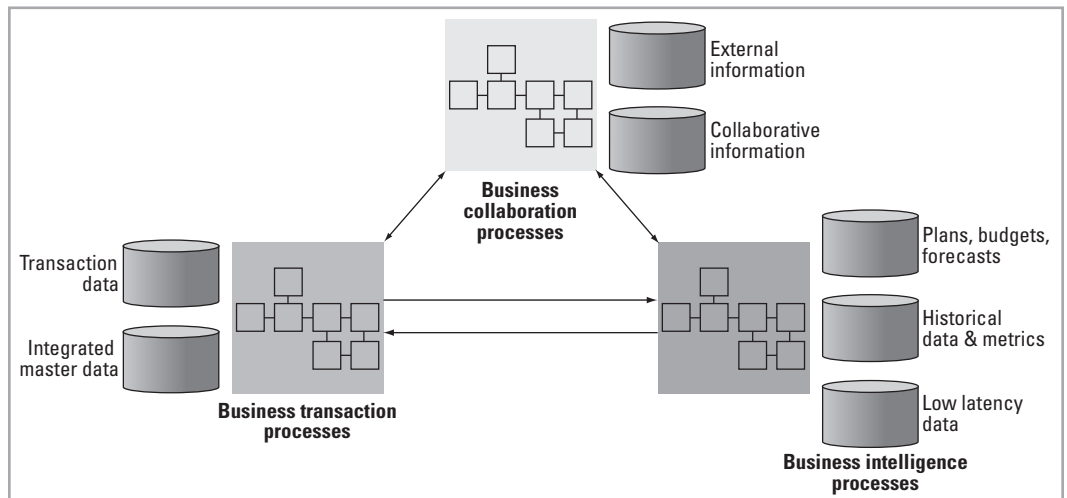 External
information
Collaborative
information
Business
collaboration
processes
Transaction
data
Integrated
master data
Business transaction
processes
Plans, budgets,
forecasts
Historical
data & metrics
Low latency
data
Business intelligence
processes